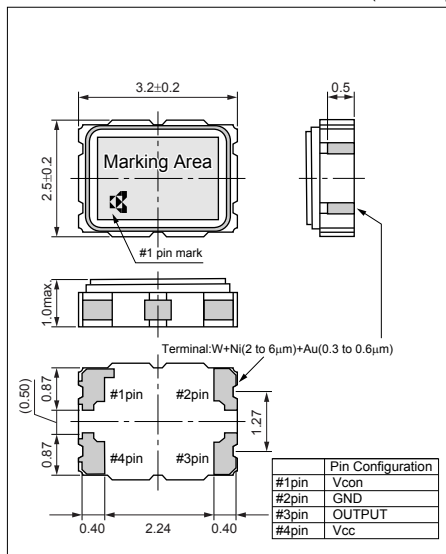 3.2±0.2
0.5
2.5±0.2
Marking Area
#1 pin mark
1.0max.
Terminal:W+Ni(2 to 6μm)+Au(0.3 to 0.6μm)
(0.50)
0.87
0.87
#1pin
#2pin
#4pin
#3pin
1.27
0.40
2.24
0.40
Pin Configuration
#1pin Vcon
#2pin GND
#3pin OUTPUT
#4pin Vcc